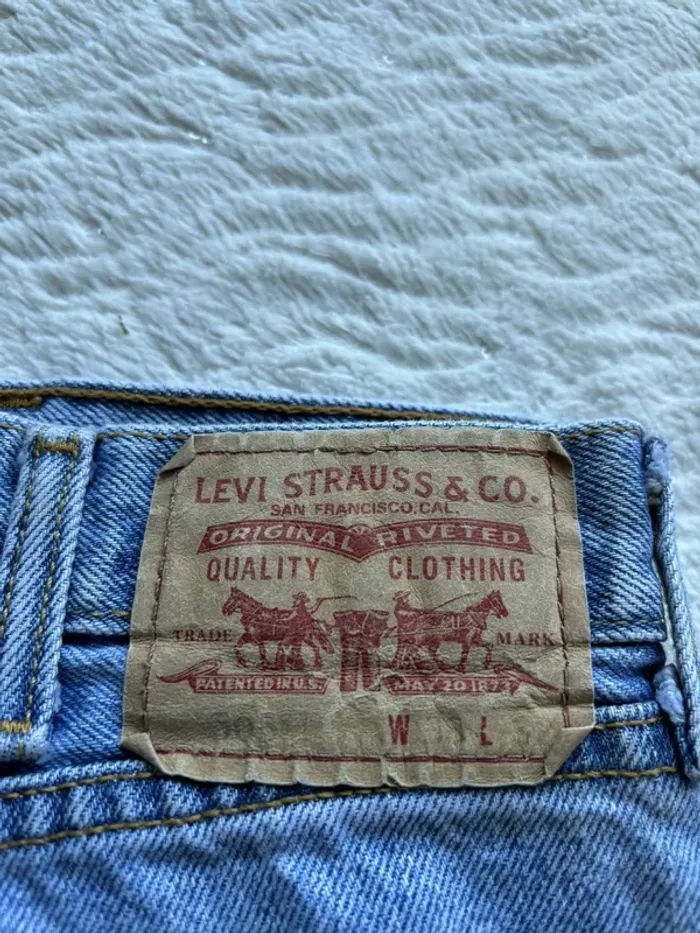 LEVI STRAUSS & CO.
SAN FRANCISCO, CAL.
ORIGINAL RIVETED
QUALITY CLOTHING
TRADE MARK
PATENTED IN U.S. MAY 20 1873
W L